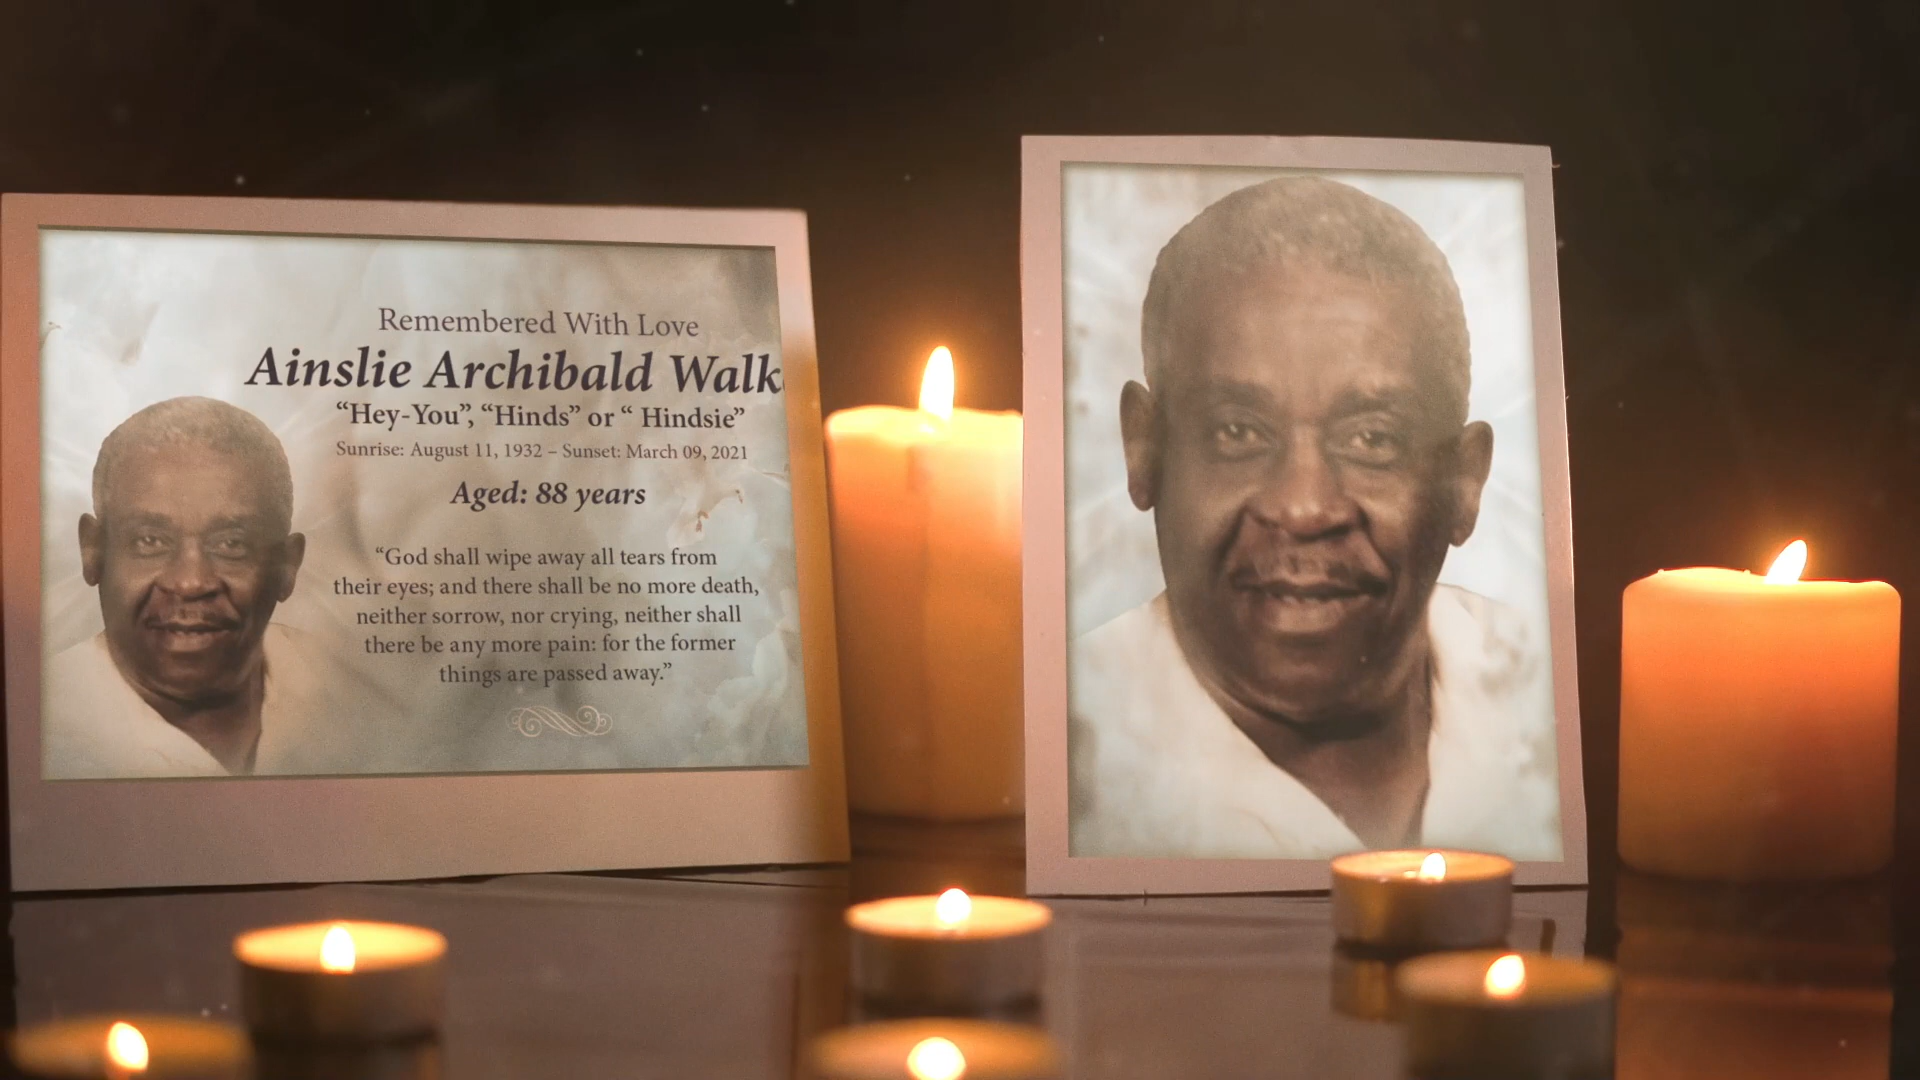 Remembered With Love
Ainslie Archibald Walk
“Hey-You”, “Hinds” or “ Hindsie”
Sunrise: August 11, 1932 – Sunset: March 09, 2021
Aged: 88 years
“God shall wipe away all tears from
their eyes; and there shall be no more death,
neither sorrow, nor crying, neither shall
there be any more pain: for the former
things are passed away.”